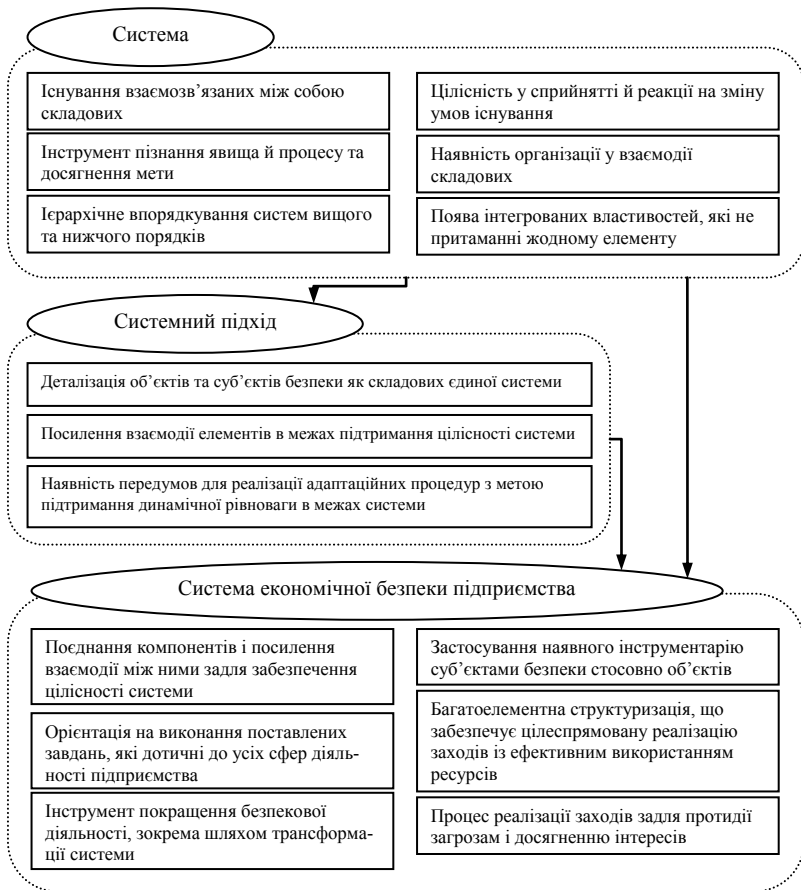 Система
Існування взаємозв’язаних між собою
складових
Інструмент пізнання явища й процесу та
досягнення мети
Ієрархічне впорядкування систем вищого
та нижчого порядків
Цілісність у сприйнятті й реакції на зміну
умов існування
Наявність організації у взаємодії
складових
Поява інтегрованих властивостей, які не
притаманні жодному елементу
Системний підхід
Деталізація об’єктів та суб’єктів безпеки як складових єдиної системи
Посилення взаємодії елементів в межах підтримання цілісності системи
Наявність передумов для реалізації адаптаційних процедур з метою
підтримання динамічної рівноваги в межах системи
Система економічної безпеки підприємства
Поєднання компонентів і посилення
взаємодії між ними задля забезпечення
цілісності системи
Орієнтація на виконання поставлених
завдань, які дотичні до усіх сфер діяль-
ності підприємства
Інструмент покращення безпекової
діяльності, зокрема шляхом трансформа-
ції системи
Застосування наявного інструментарію
суб’єктами безпеки стосовно об’єктів
Багатоелементна структуризація, що
забезпечує цілеспрямовану реалізацію
заходів із ефективним використанням
ресурсів
Процес реалізації заходів задля протидії
загрозам і досягненню інтересів